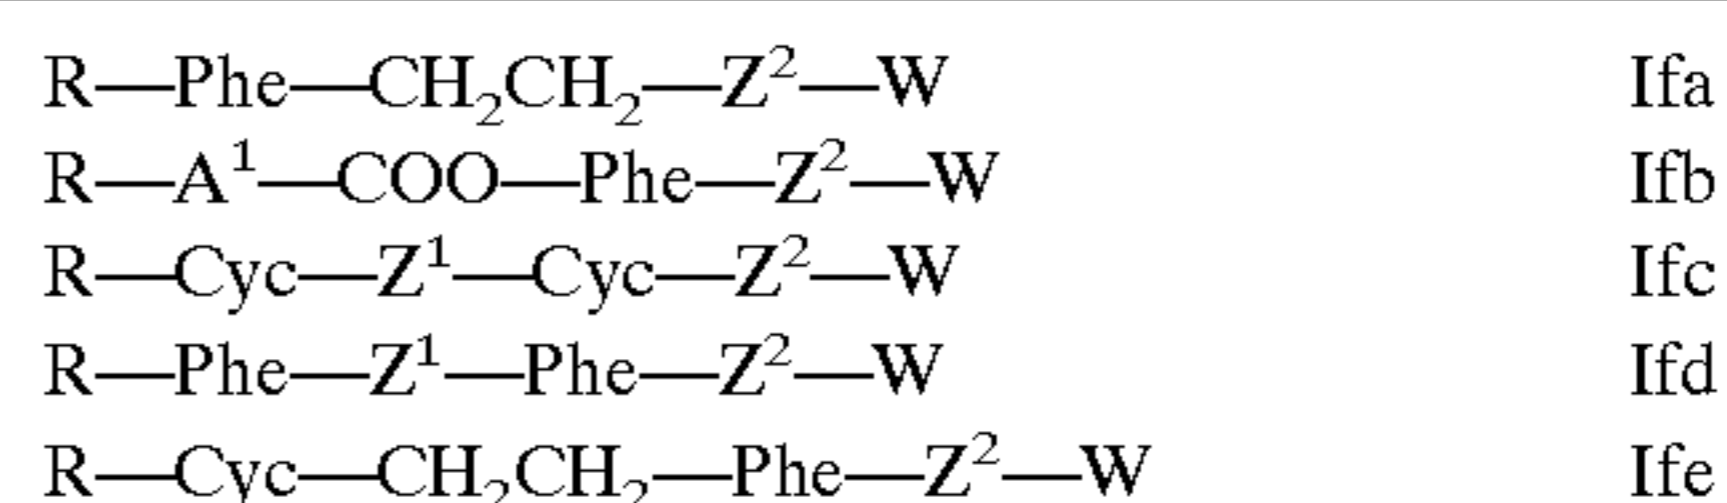 R—Phe—CH₂CH₂—Z²—W Ifa
R—A¹—COO—Phe—Z²—W Ifb
R—Cyc—Z¹—Cyc—Z²—W Ifc
R—Phe—Z¹—Phe—Z²—W Ifd
R—Cyc—CH₂CH₂—Phe—Z²—W Ife